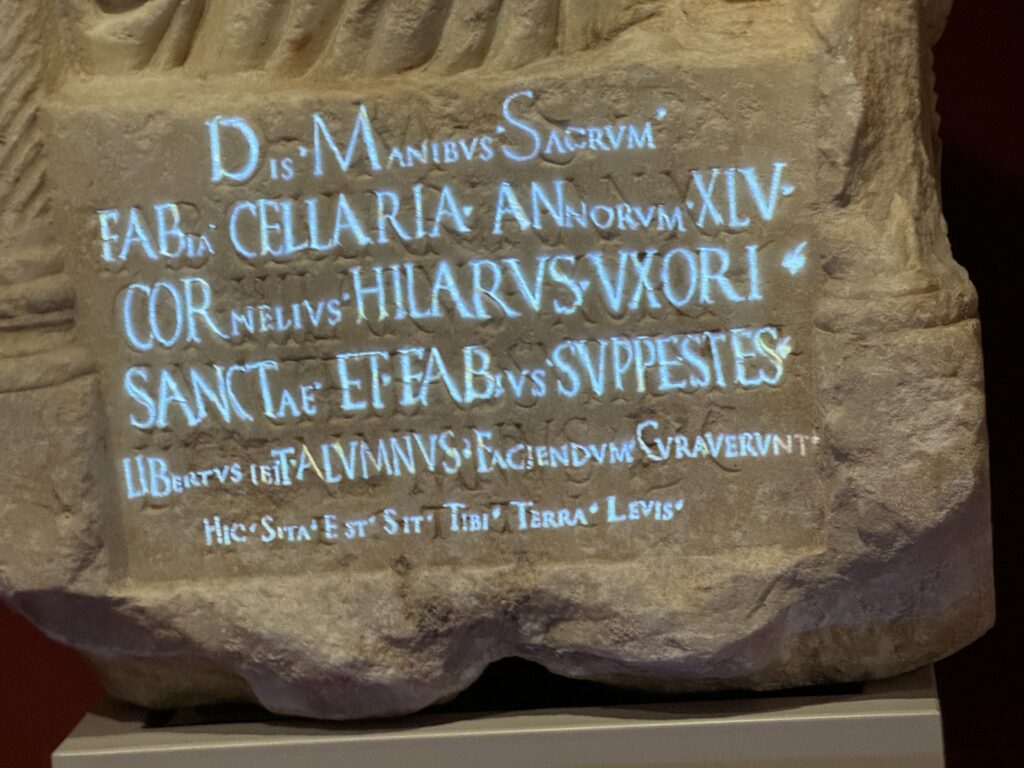 DIS · MANIBVS · SACRVM ·
FABIA · CELLARIA · ANNORVM · XLV ·
CORNELIVS · HILARVS · VXORI
SANCTAE · ET · FABIVS · SVPPESTES
LIBERTVS ET ALVMNVS · FACIENDVM · CVRAVERVNT ·
HIC · SITA · EST · SIT · TIBI · TERRA · LEVIS ·